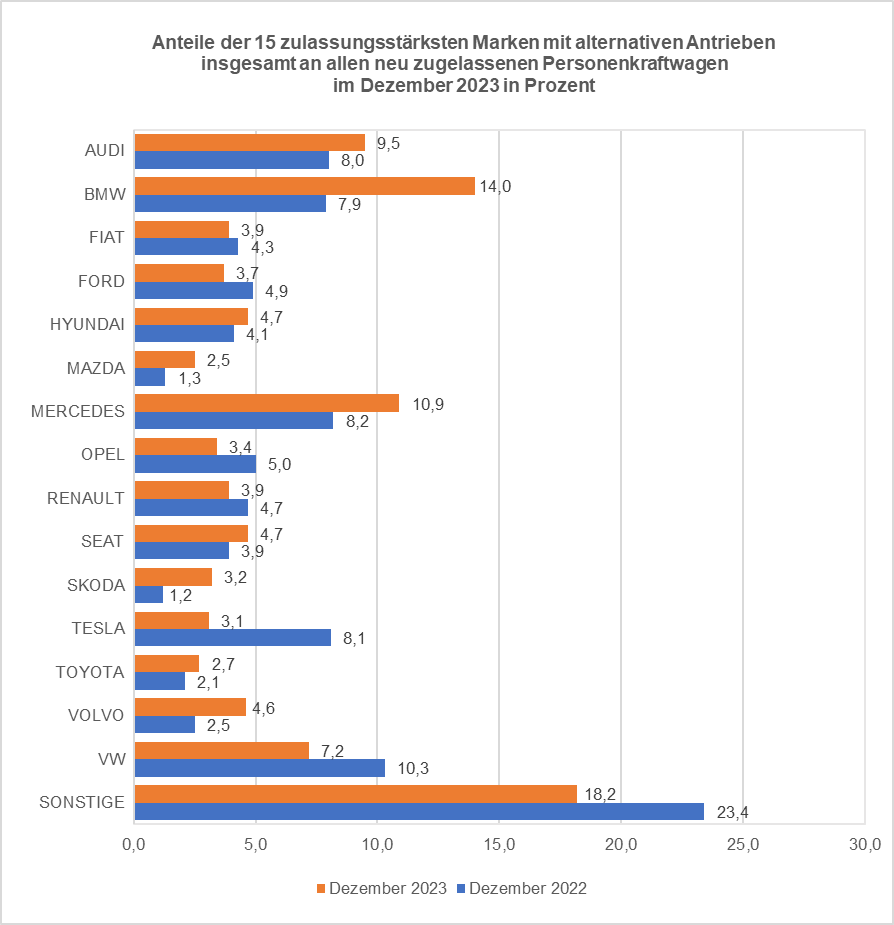 Anteile der 15 zulassungsstärksten Marken mit alternativen Antrieben
insgesamt an allen neu zugelassenen Personenkraftwagen
im Dezember 2023 in Prozent
AUDI
9,5
8,0
BMW
14,0
7,9
FIAT
3,9
4,3
FORD
3,7
4,9
HYUNDAI
4,7
4,1
MAZDA
2,5
1,3
MERCEDES
10,9
8,2
OPEL
3,4
5,0
RENAULT
3,9
4,7
SEAT
4,7
3,9
SKODA
3,2
1,2
TESLA
3,1
8,1
TOYOTA
2,7
2,1
VOLVO
4,6
2,5
VW
7,2
10,3
SONSTIGE
18,2
23,4
0,0 5,0 10,0 15,0 20,0 25,0 30,0
Dezember 2023 Dezember 2022